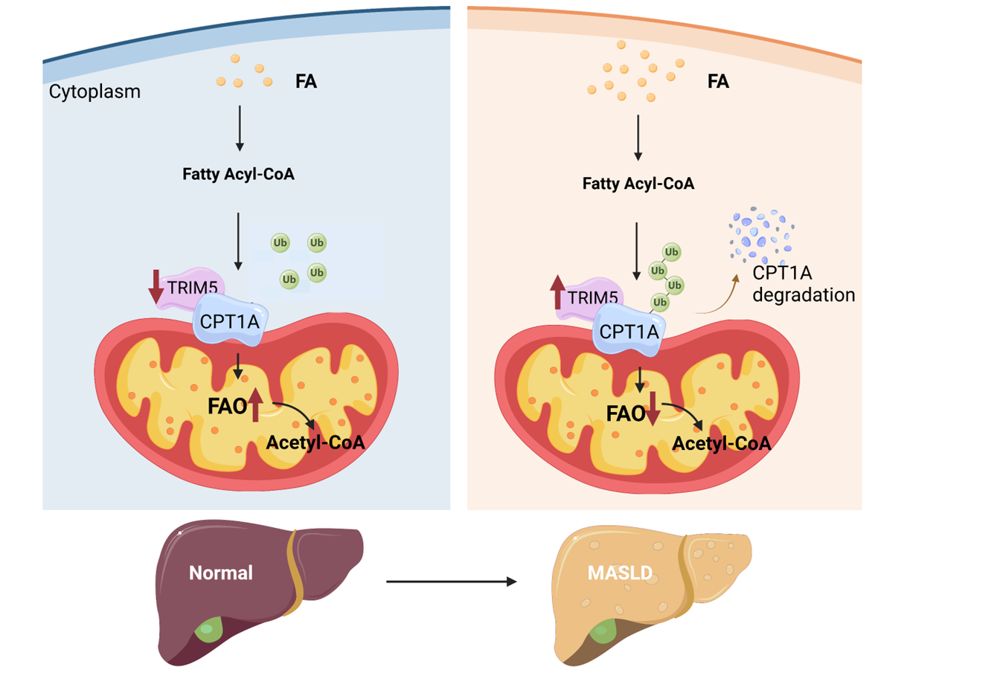 Cytoplasm
FA
Fatty Acyl-CoA
Ub
Ub
Ub
Ub
TRIM5
CPT1A
FAO
Acetyl-CoA
Normal
FA
Fatty Acyl-CoA
Ub
Ub
Ub
Ub
CPT1A
degradation
TRIM5
CPT1A
FAO
Acetyl-CoA
MASLD